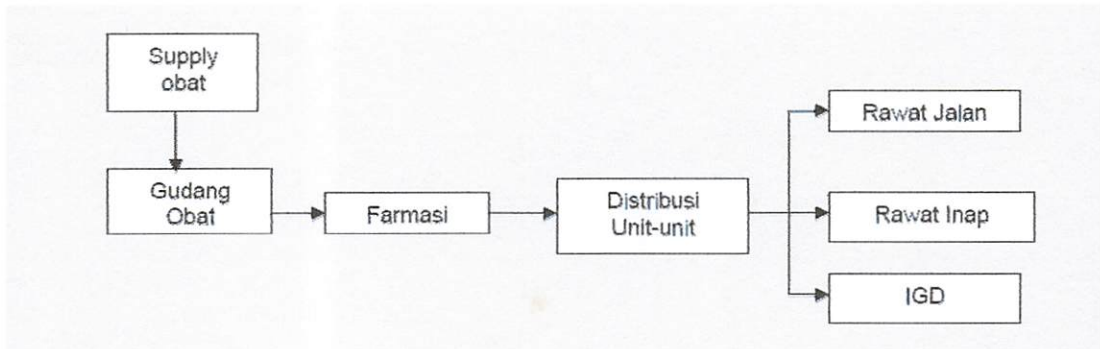 Supply
obat
Gudang
Obat
Farmasi
Distribusi
Unit-unit
Rawat Jalan
Rawat Inap
IGD